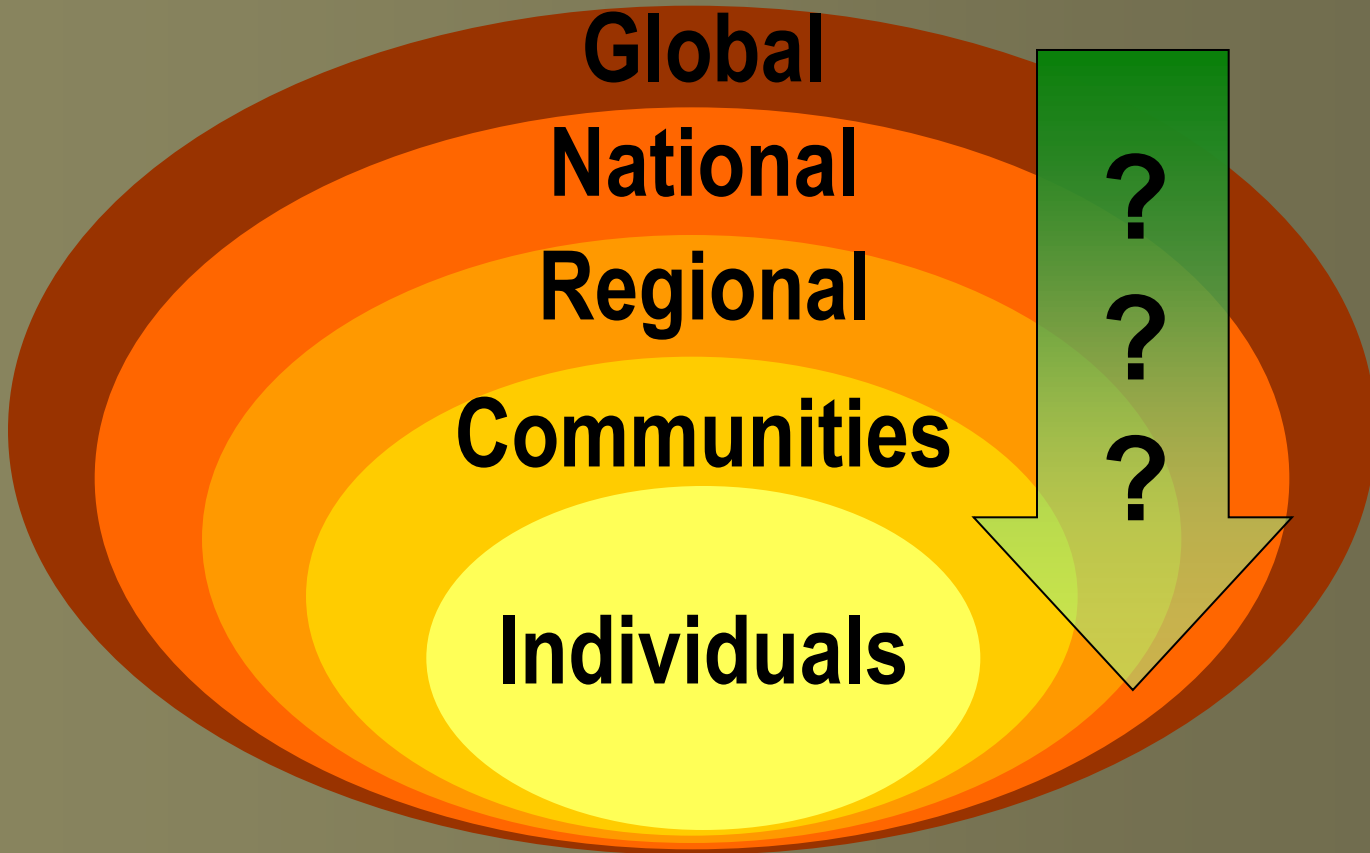 Global
National
Regional
Communities
Individuals
?
?
?